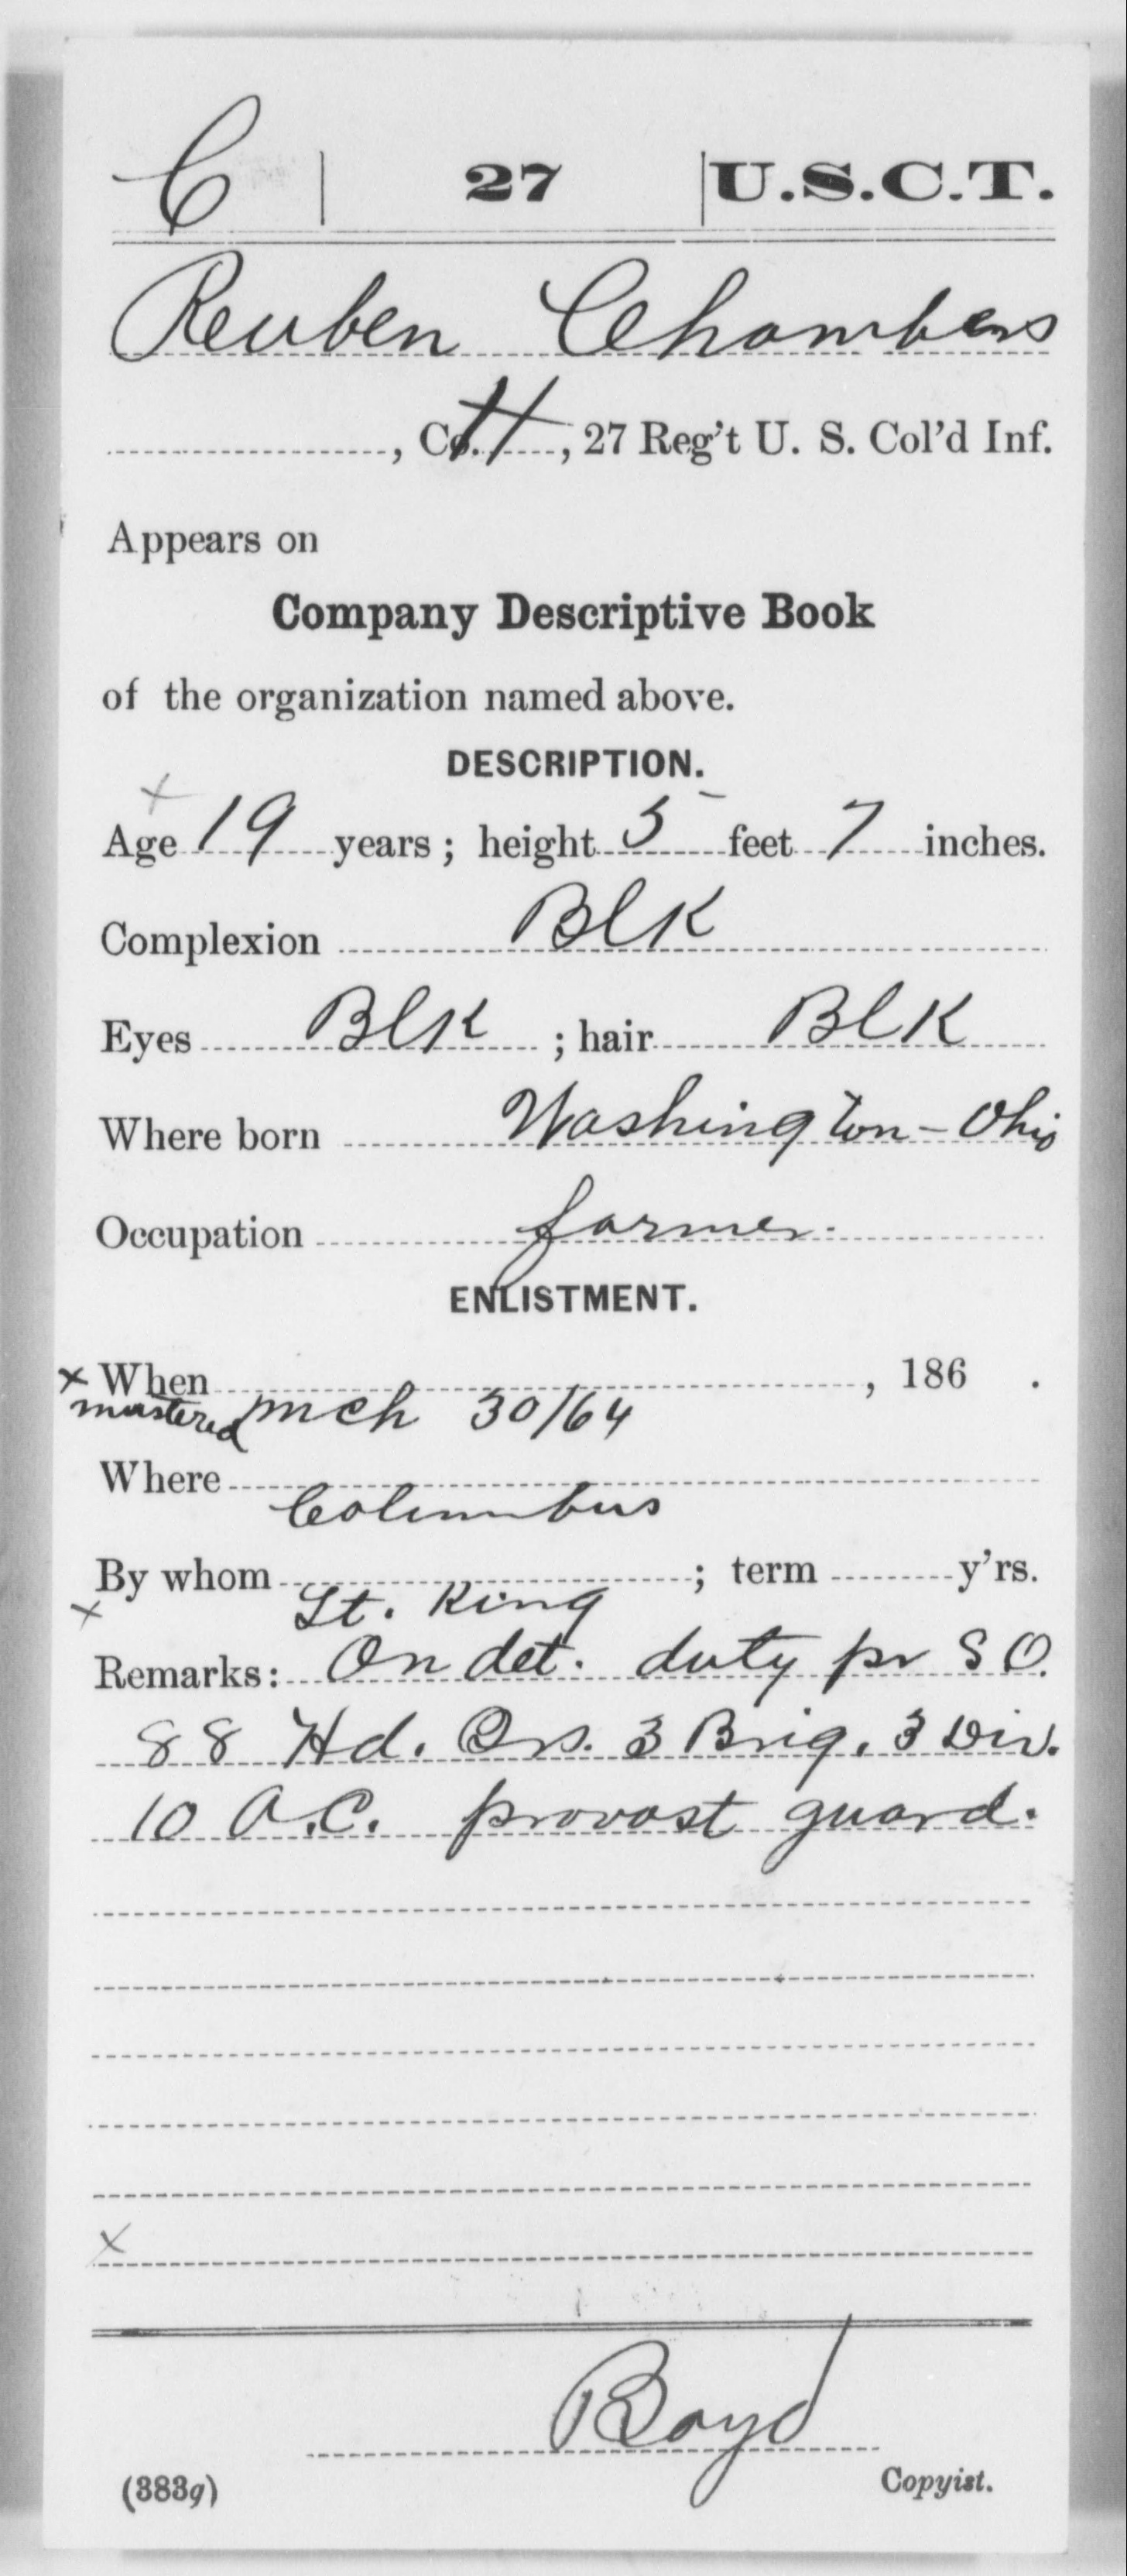 C | 27 | U.S.C.T.
Reuben Chambers
, Co. H, 27 Reg't U. S. Col'd Inf.
Appears on
Company Descriptive Book
of the organization named above.
DESCRIPTION.
x
Age 19 years; height 5 feet 7 inches.
Complexion Blk
Eyes Blk; hair Blk
Where born Washington - Ohio
Occupation farmer.
ENLISTMENT.
x When , 186 .
mustered Mch 30/64
Where
Columbus
By whom ; term y'rs.
x Lt. King
Remarks: On det. duty pr S O.
88 Hd. Qrs. 3 Brig. 3 Div.
10 A.C. provost guard.
x
Boyd
(383g) Copyist.